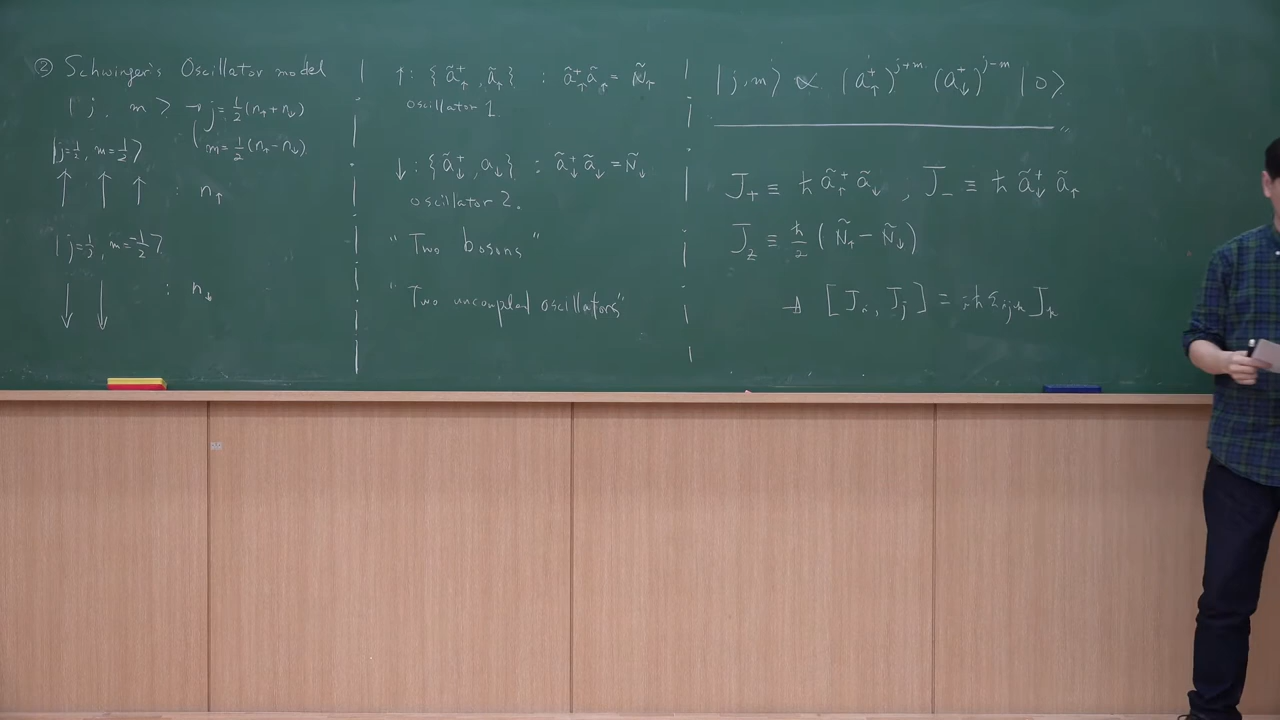 ② Schwinger's Oscillator model
| j, m > → j = 1/2 (n↑ + n↓)
m = 1/2 (n↑ - n↓)
|j=1/2, m=1/2>
↑ ↑ ↑ : n↑
|j=1/2, m=-1/2>
↓ ↓ : n↓
↑ : { ã↑⁺, ã↑ } : ã↑⁺ ã↑ = Ñ↑
oscillator 1.
↓ : { ã↓⁺, a↓ } : ã↓⁺ ã↓ = Ñ↓
oscillator 2.
"Two bosons"
"Two uncoupled oscillators"
|j, m> ∝ (a↑⁺)^(j+m) (a↓⁺)^(j-m) |0>
J₊ ≡ ℏ ã↑⁺ ã↓ , J₋ ≡ ℏ ã↓⁺ ã↑
J_z ≡ ℏ/2 ( Ñ↑ - Ñ↓ )
[ J_i, J_j ] = iℏ ε_ijk J_k